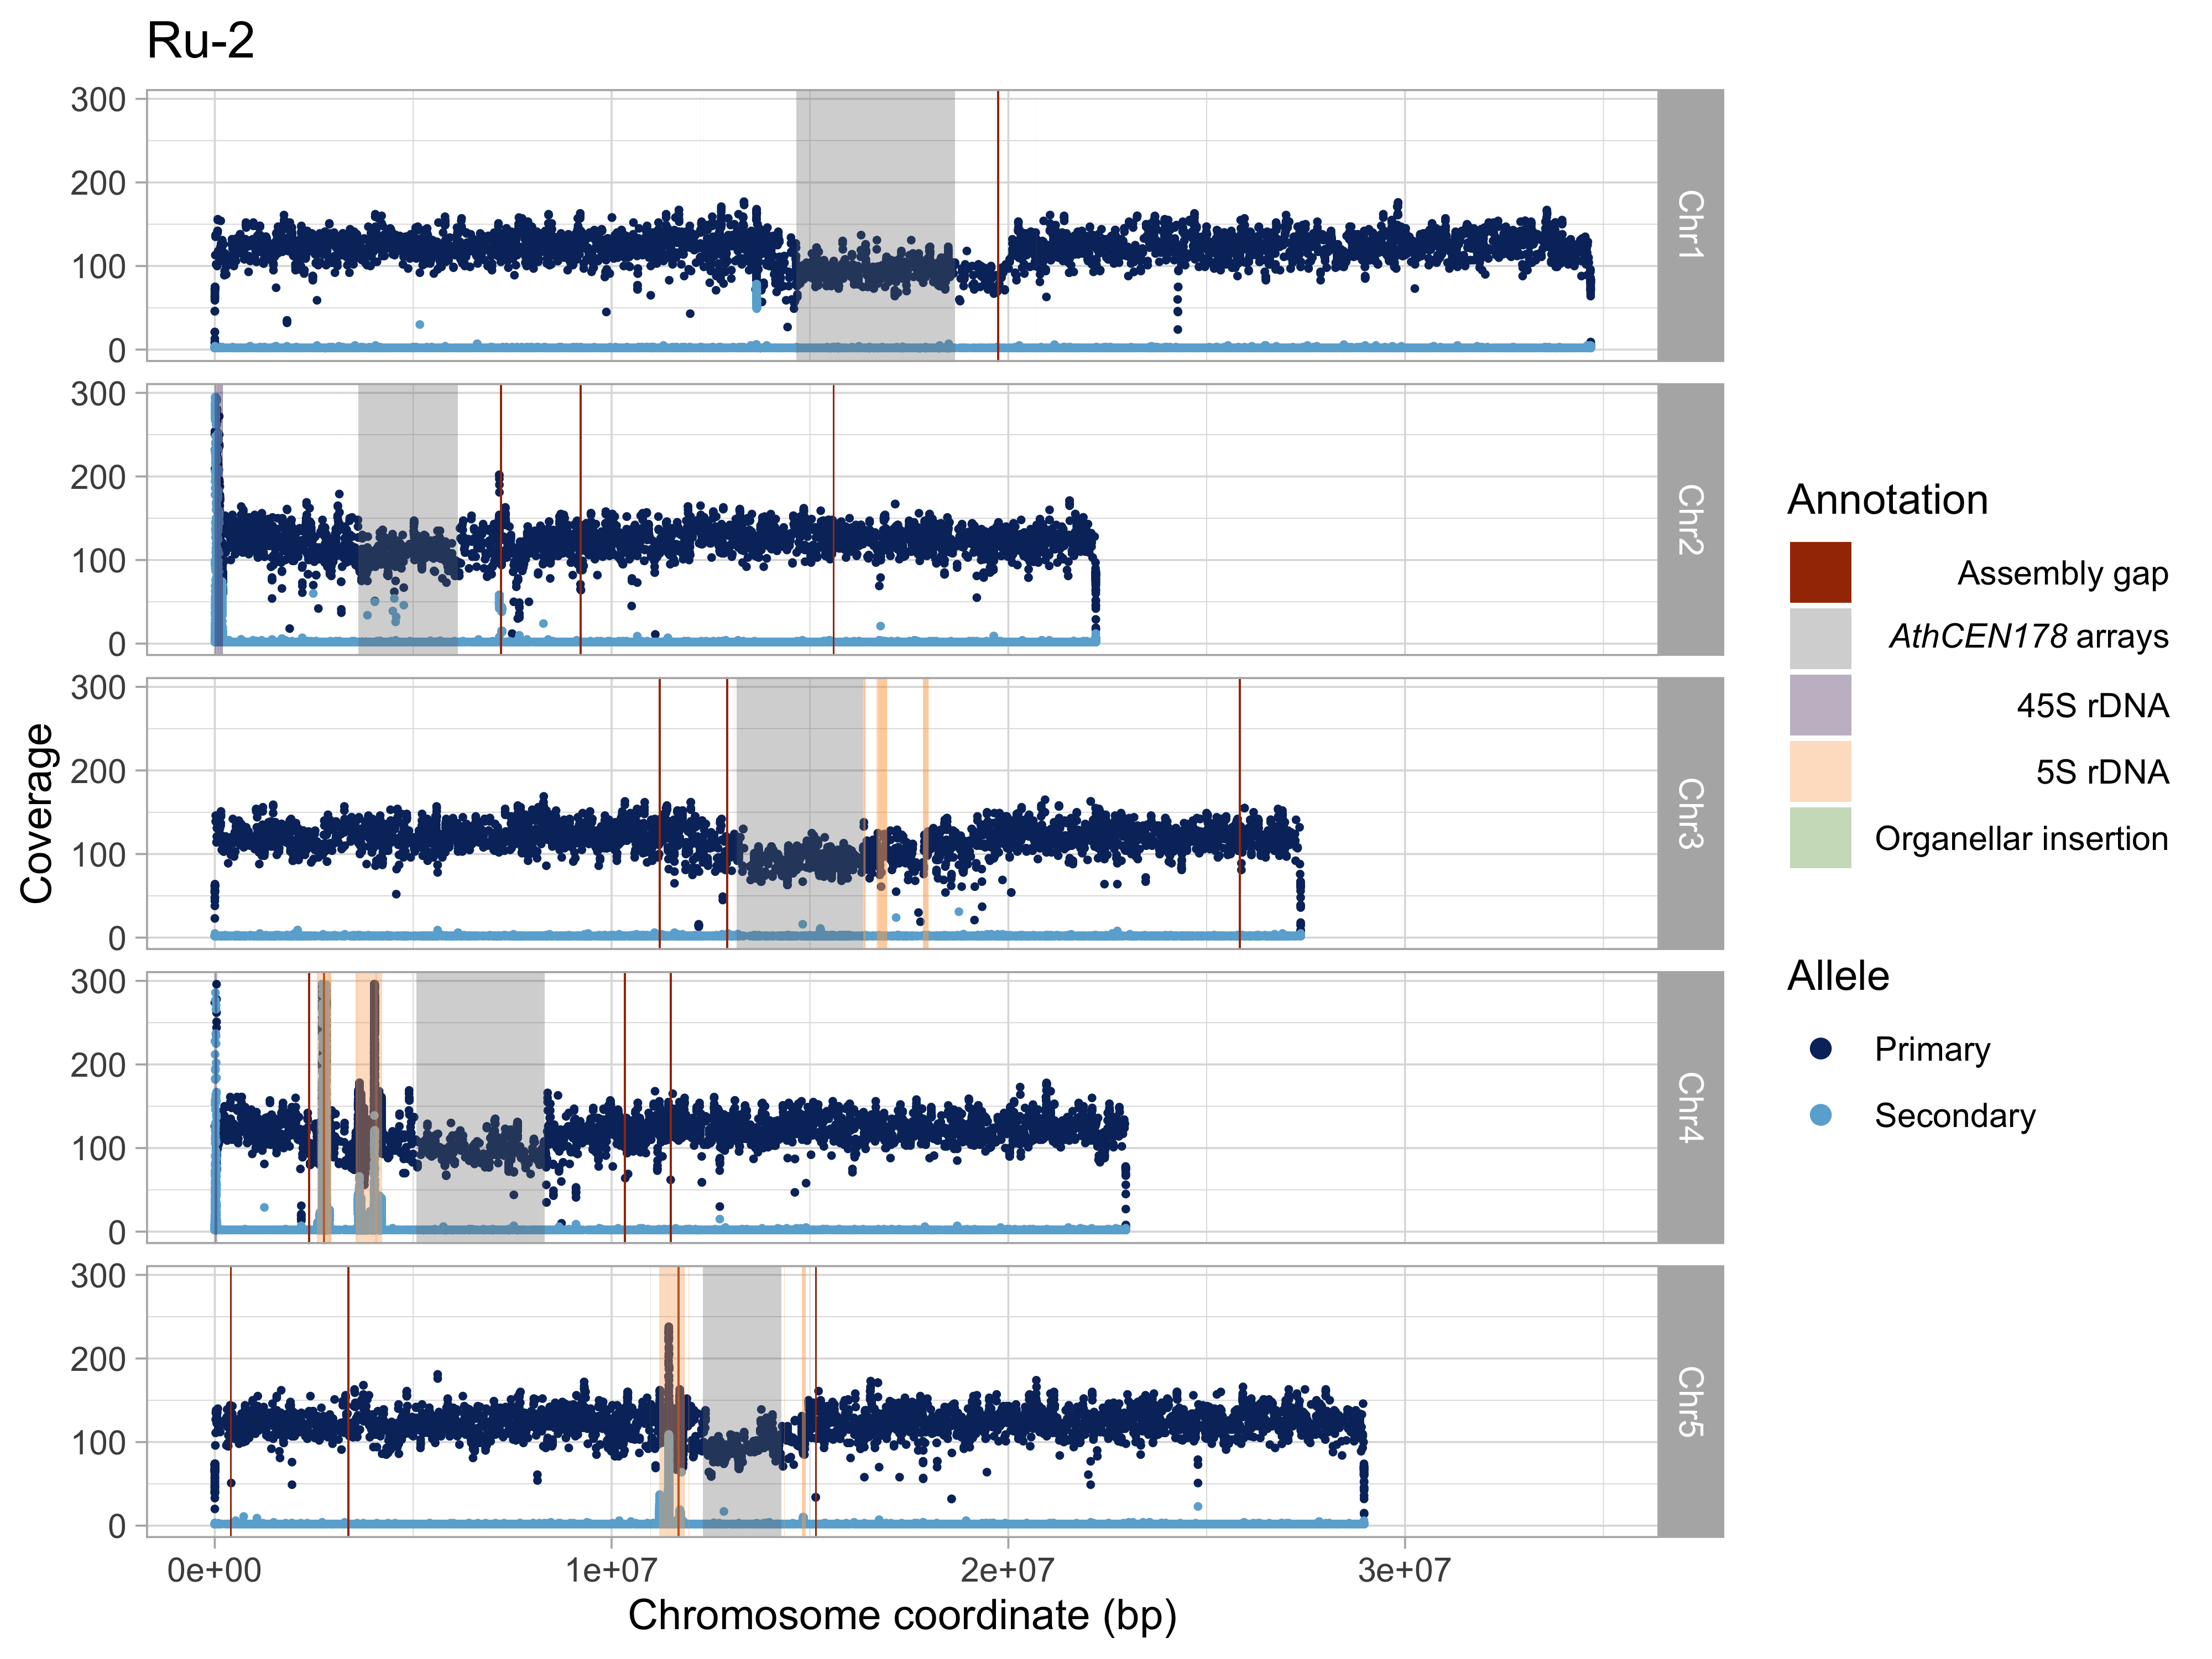 Ru-2
300
200
100
0
Chr1
300
200
100
0
Chr2
300
200
100
0
Chr3
300
200
100
0
Chr4
300
200
100
0
Chr5
0e+00 1e+07 2e+07 3e+07
Chromosome coordinate (bp)
Coverage
Annotation
Assembly gap
AthCEN178 arrays
45S rDNA
5S rDNA
Organellar insertion
Allele
Primary
Secondary